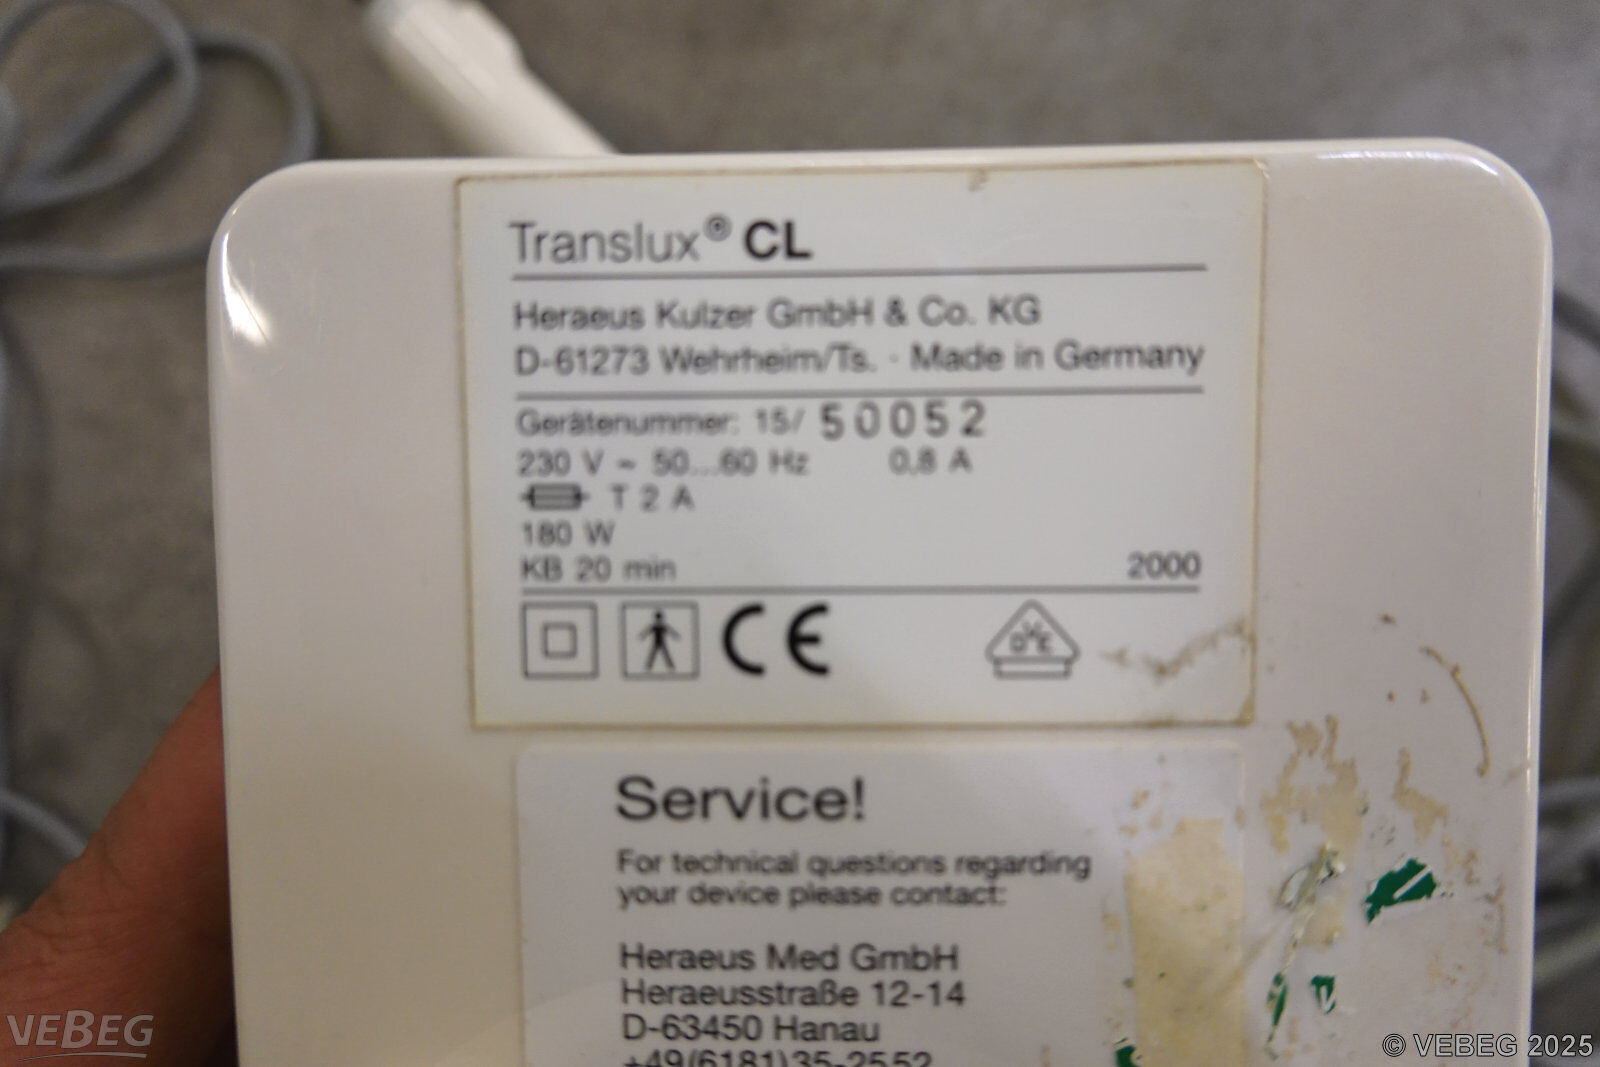 Translux® CL
Heraeus Kulzer GmbH & Co. KG
D-61273 Wehrheim/Ts. · Made in Germany
Gerätenummer: 15/ 50052
230 V ~ 50...60 Hz 0,8 A
T 2 A
180 W
KB 20 min 2000
CE DVE
Service!
For technical questions regarding
your device please contact:
Heraeus Med GmbH
Heraeusstraße 12-14
D-63450 Hanau
+49(6181)35-2552
VEBEG
© VEBEG 2025